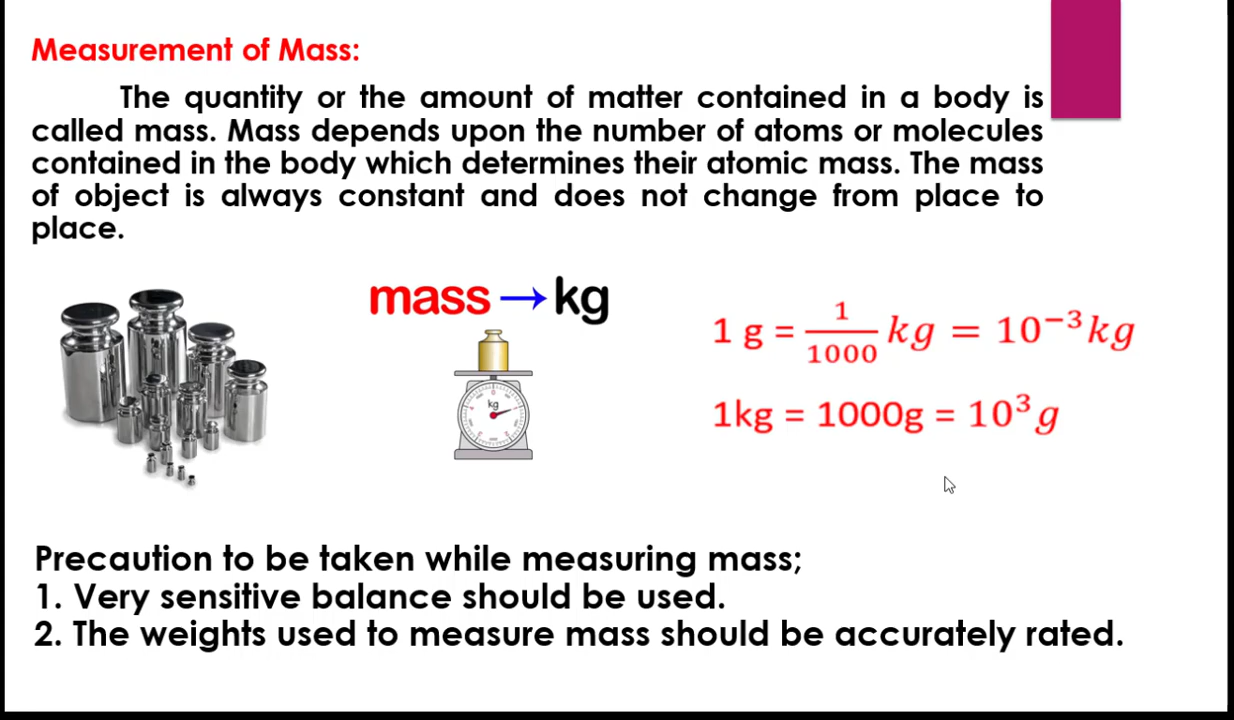 Measurement of Mass:
The quantity or the amount of matter contained in a body is
called mass. Mass depends upon the number of atoms or molecules
contained in the body which determines their atomic mass. The mass
of object is always constant and does not change from place to
place.
mass → kg
kg
1 g = 1/1000 kg = 10⁻³ kg
1kg = 1000g = 10³ g
Precaution to be taken while measuring mass;
1. Very sensitive balance should be used.
2. The weights used to measure mass should be accurately rated.